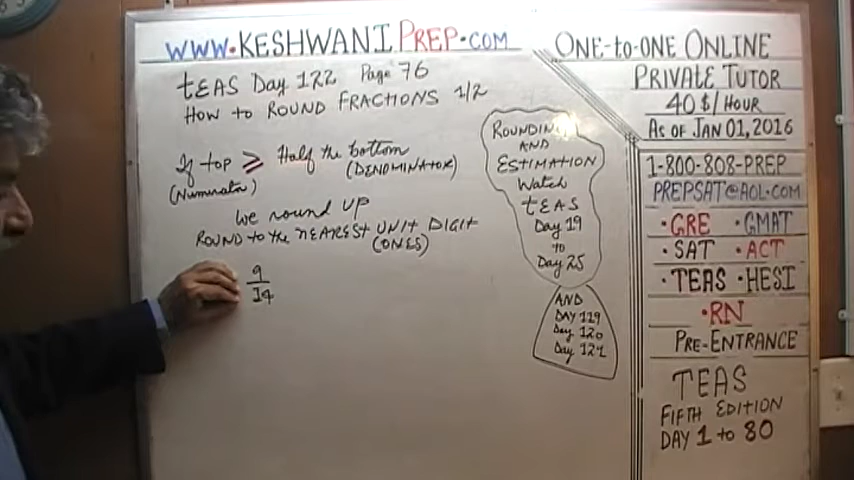 WWW.KESHWANIPREP.COM
TEAS Day 122 Page 76
HOW TO ROUND FRACTIONS 1/2
If top ≥ Half the bottom
(Numerator) (DENOMINATOR)
We round UP
ROUND TO the NEAREST UNIT DIGIT
(ONES)
9
14
ROUNDING
AND
ESTIMATION
Watch
TEAS
Day 19
to
Day 25
AND
DAY 119
Day 120
Day 121
ONE-TO-ONE ONLINE
PRIVATE TUTOR
40 $/HOUR
AS OF JAN 01, 2016
1-800-808-PREP
PREPSAT@AOL.COM
•GRE •GMAT
•SAT •ACT
•TEAS •HESI
•RN
PRE-ENTRANCE
TEAS
FIFTH EDITION
DAY 1 to 80